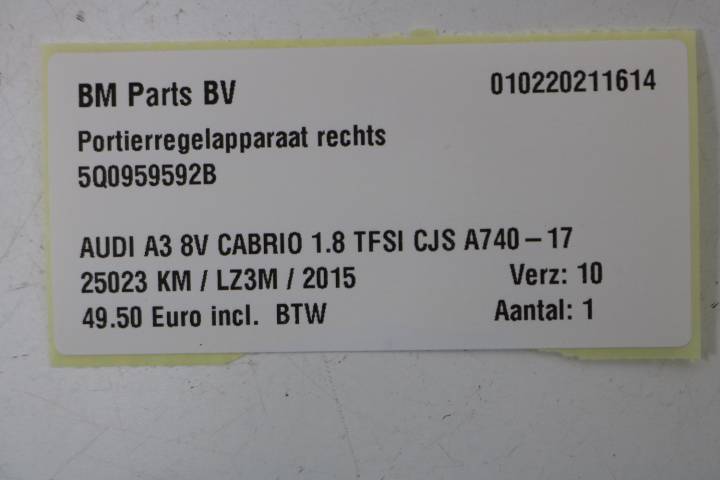 BM Parts BV 010220211614
Portierregelapparaat rechts
5Q0959592B
AUDI A3 8V CABRIO 1.8 TFSI CJS A740 – 17
25023 KM / LZ3M / 2015 Verz: 10
49.50 Euro incl. BTW Aantal: 1